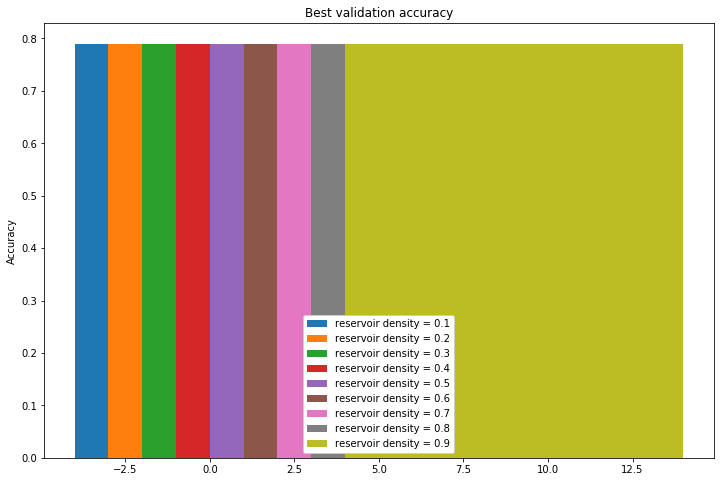 Best validation accuracy
Accuracy
0.8
0.7
0.6
0.5
0.4
0.3
0.2
0.1
0.0
reservoir density = 0.1
reservoir density = 0.2
reservoir density = 0.3
reservoir density = 0.4
reservoir density = 0.5
reservoir density = 0.6
reservoir density = 0.7
reservoir density = 0.8
reservoir density = 0.9
−2.5 0.0 2.5 5.0 7.5 10.0 12.5